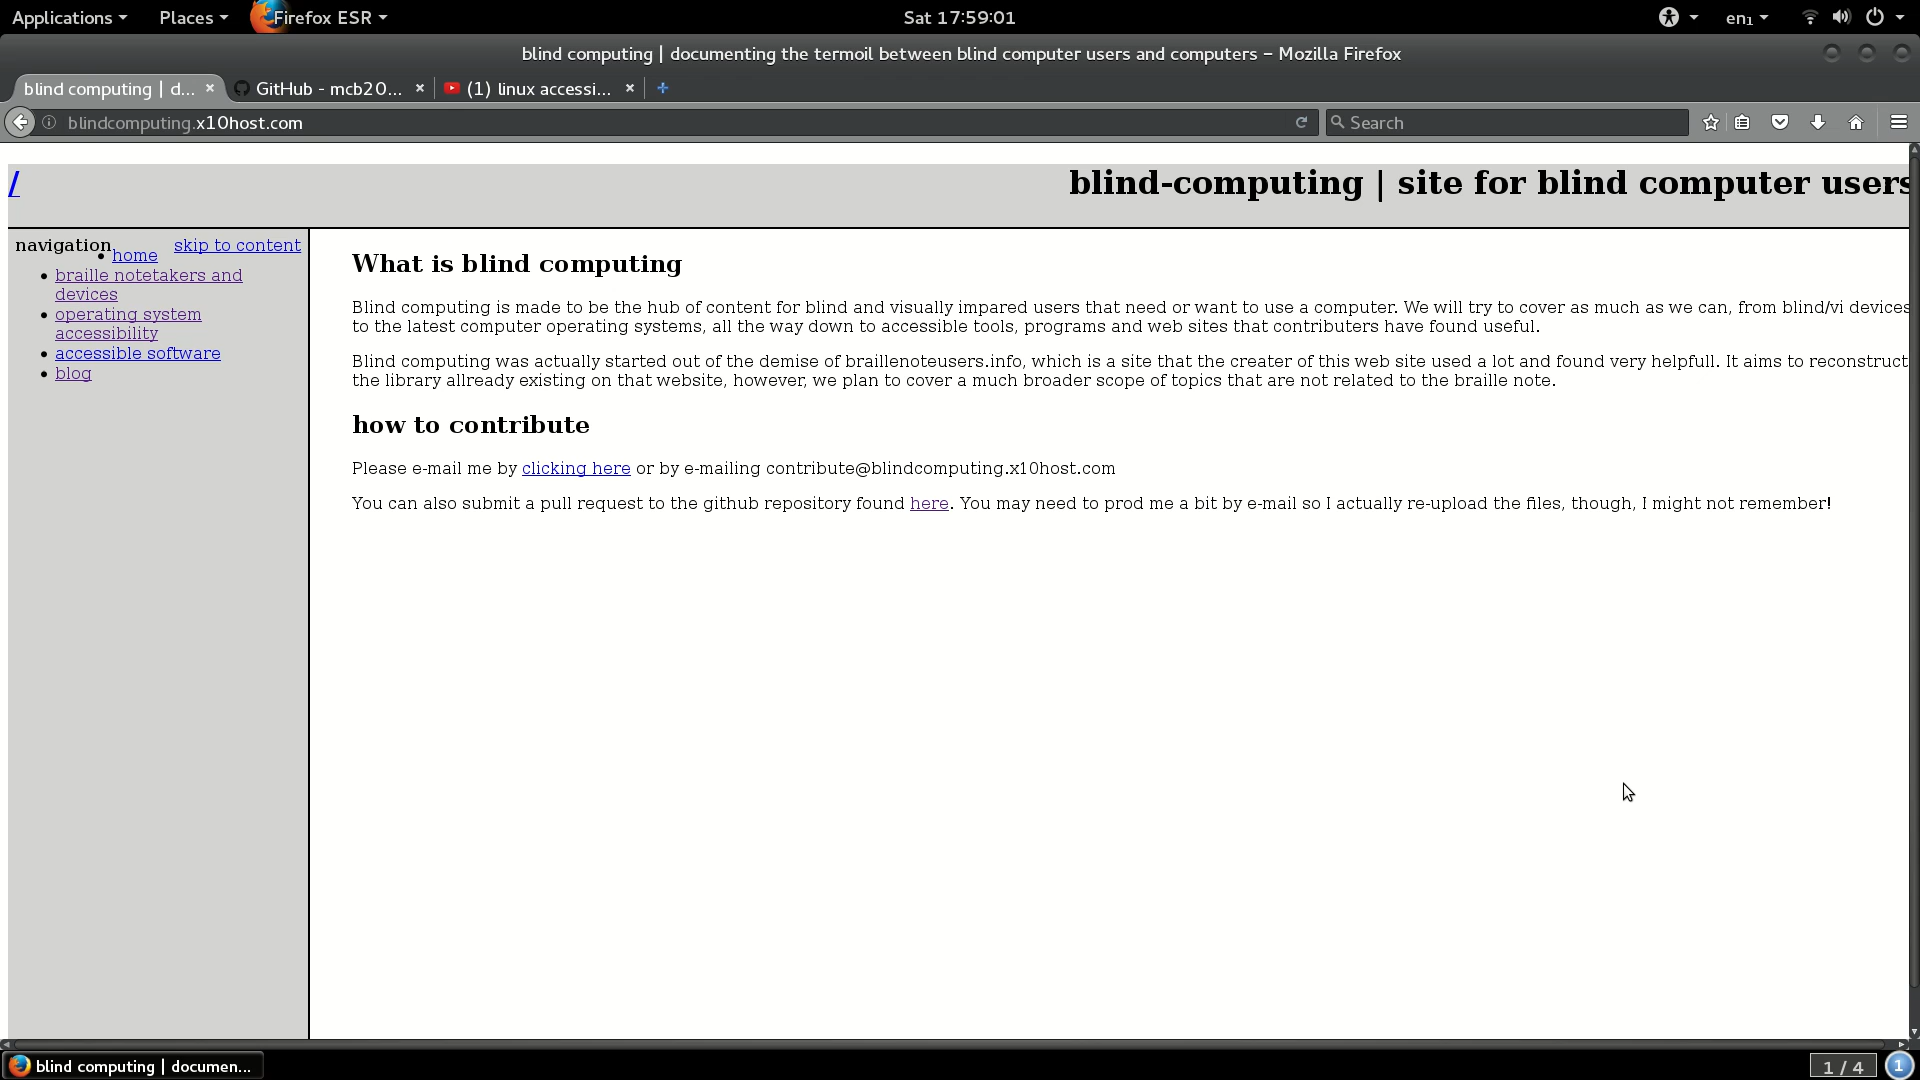 Applications Places Firefox ESR Sat 17:59:01 en₁
blind computing | documenting the termoil between blind computer users and computers – Mozilla Firefox
blind computing | d... × GitHub - mcb20... × (1) linux accessi... × +
blindcomputing.x10host.com Search
/ blind-computing | site for blind computer users
navigation skip to content
home
braille notetakers and
devices
operating system
accessibility
accessible software
blog
What is blind computing
Blind computing is made to be the hub of content for blind and visually impared users that need or want to use a computer. We will try to cover as much as we can, from blind/vi devices
to the latest computer operating systems, all the way down to accessible tools, programs and web sites that contributers have found useful.
Blind computing was actually started out of the demise of braillenoteusers.info, which is a site that the creater of this web site used a lot and found very helpfull. It aims to reconstruct
the library allready existing on that website, however, we plan to cover a much broader scope of topics that are not related to the braille note.
how to contribute
Please e-mail me by clicking here or by e-mailing contribute@blindcomputing.x10host.com
You can also submit a pull request to the github repository found here. You may need to prod me a bit by e-mail so I actually re-upload the files, though, I might not remember!
blind computing | documen... 1 / 4 1